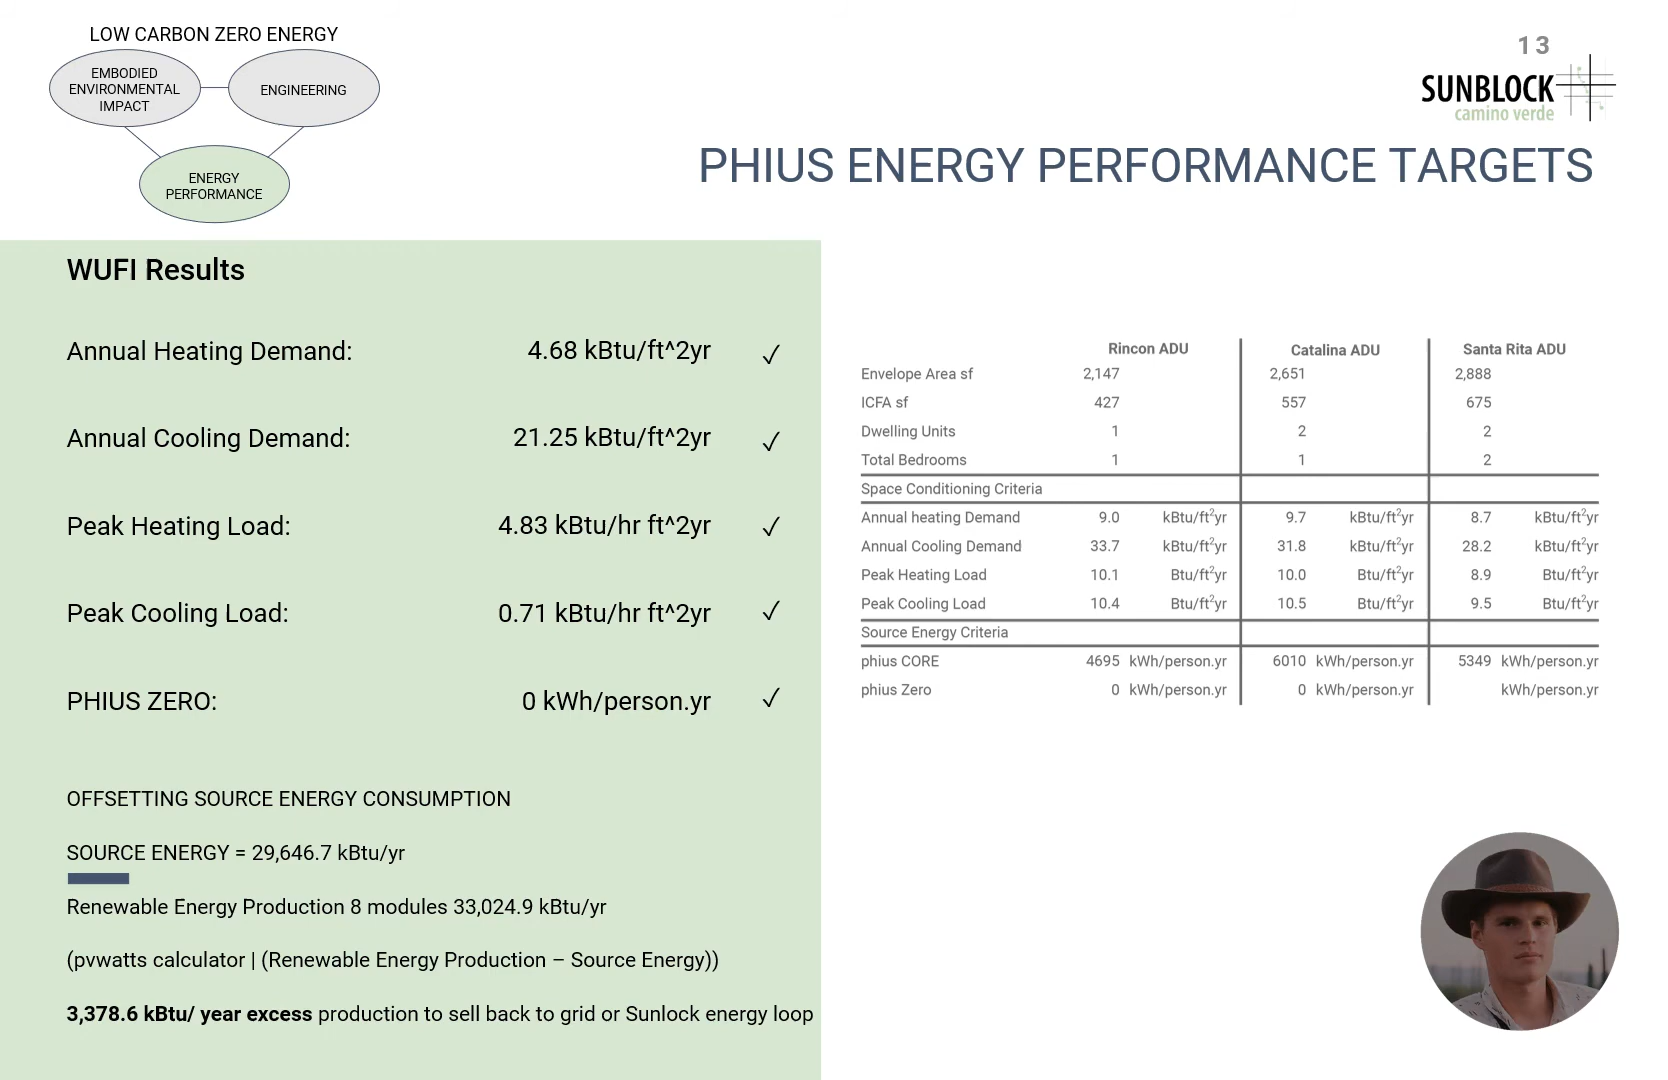 LOW CARBON ZERO ENERGY
EMBODIED
ENVIRONMENTAL
IMPACT
ENGINEERING
ENERGY
PERFORMANCE
13
SUNBLOCK
camino verde
PHIUS ENERGY PERFORMANCE TARGETS
WUFI Results
Annual Heating Demand: 4.68 kBtu/ft^2yr ✓
Annual Cooling Demand: 21.25 kBtu/ft^2yr ✓
Peak Heating Load: 4.83 kBtu/hr ft^2yr ✓
Peak Cooling Load: 0.71 kBtu/hr ft^2yr ✓
PHIUS ZERO: 0 kWh/person.yr ✓
OFFSETTING SOURCE ENERGY CONSUMPTION
SOURCE ENERGY = 29,646.7 kBtu/yr
Renewable Energy Production 8 modules 33,024.9 kBtu/yr
(pvwatts calculator | (Renewable Energy Production – Source Energy))
3,378.6 kBtu/ year excess production to sell back to grid or Sunlock energy loop
Rincon ADU Catalina ADU Santa Rita ADU
Envelope Area sf 2,147 2,651 2,888
ICFA sf 427 557 675
Dwelling Units 1 2 2
Total Bedrooms 1 1 2
Space Conditioning Criteria
Annual heating Demand 9.0 kBtu/ft²yr 9.7 kBtu/ft²yr 8.7 kBtu/ft²yr
Annual Cooling Demand 33.7 kBtu/ft²yr 31.8 kBtu/ft²yr 28.2 kBtu/ft²yr
Peak Heating Load 10.1 Btu/ft²yr 10.0 Btu/ft²yr 8.9 Btu/ft²yr
Peak Cooling Load 10.4 Btu/ft²yr 10.5 Btu/ft²yr 9.5 Btu/ft²yr
Source Energy Criteria
phius CORE 4695 kWh/person.yr 6010 kWh/person.yr 5349 kWh/person.yr
phius Zero 0 kWh/person.yr 0 kWh/person.yr kWh/person.yr